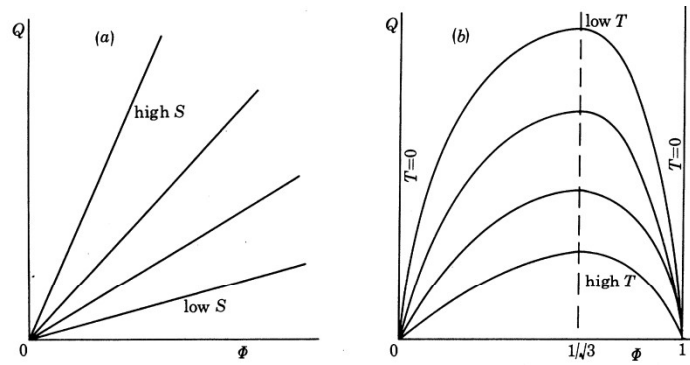 Q
(a)
high S
low S
0
Φ
Q
(b)
low T
T=0
T=0
high T
0
1/√3
Φ
1